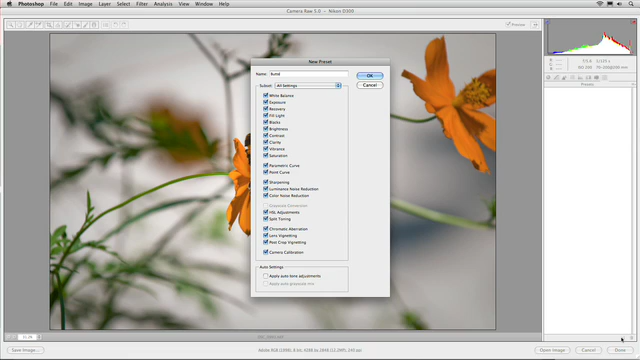 Photoshop File Edit Image Layer Select Filter Analysis View Window Help
Camera Raw 5.0 - Nikon D300
Preview
New Preset
Name:
OK
Subset: All Settings
Cancel
White Balance
Exposure
Recovery
Fill Light
Blacks
Brightness
Contrast
Clarity
Vibrance
Saturation
Parametric Curve
Point Curve
Sharpening
Luminance Noise Reduction
Color Noise Reduction
Grayscale Conversion
HSL Adjustments
Split Toning
Chromatic Aberration
Lens Vignetting
Post Crop Vignetting
Camera Calibration
Auto Settings
Apply auto tone adjustments
Apply auto grayscale mix
Presets
Save Image...
Open Image
Cancel
Done